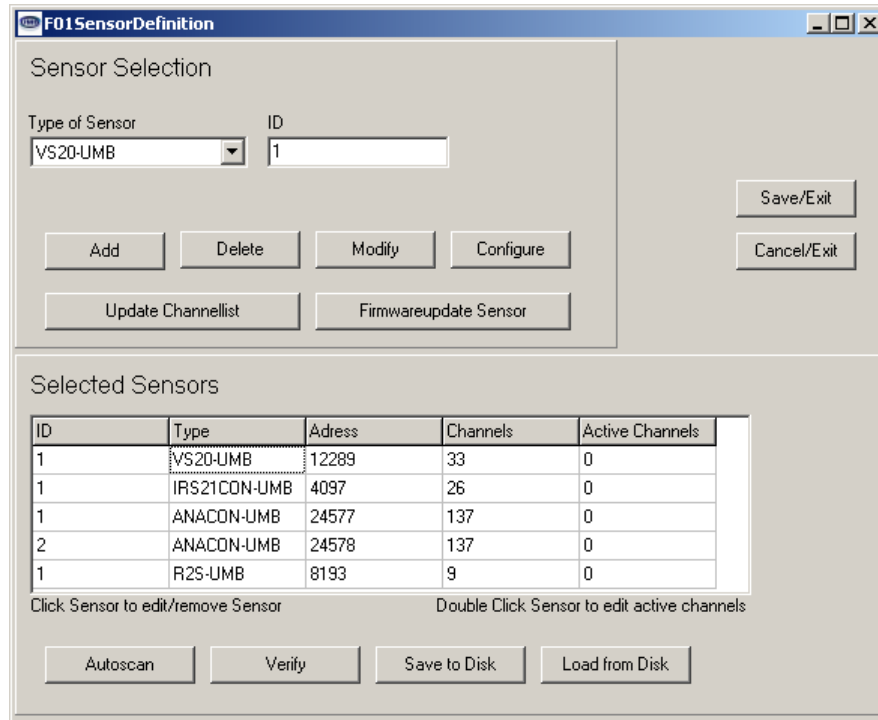 F01SensorDefinition
Sensor Selection
Type of Sensor ID
VS20-UMB 1
Save/Exit
Add Delete Modify Configure Cancel/Exit
Update Channellist Firmwareupdate Sensor
Selected Sensors
ID Type Adress Channels Active Channels
1 VS20-UMB 12289 33 0
1 IRS21CON-UMB 4097 26 0
1 ANACON-UMB 24577 137 0
2 ANACON-UMB 24578 137 0
1 R2S-UMB 8193 9 0
Click Sensor to edit/remove Sensor Double Click Sensor to edit active channels
Autoscan Verify Save to Disk Load from Disk